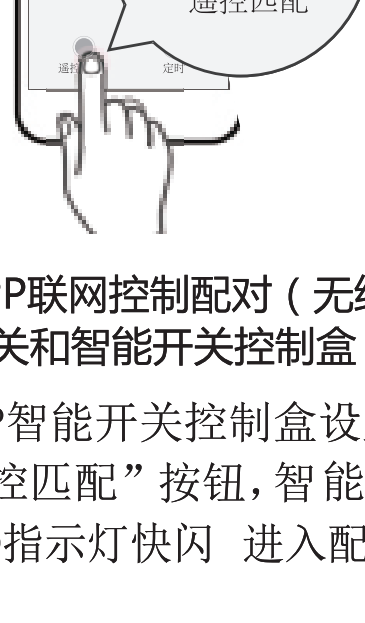 遥控匹配
遥控
定时
P联网控制配对（无线
关和智能开关控制盒
P智能开关控制盒设
控匹配”按钮，智能
指示灯快闪 进入配